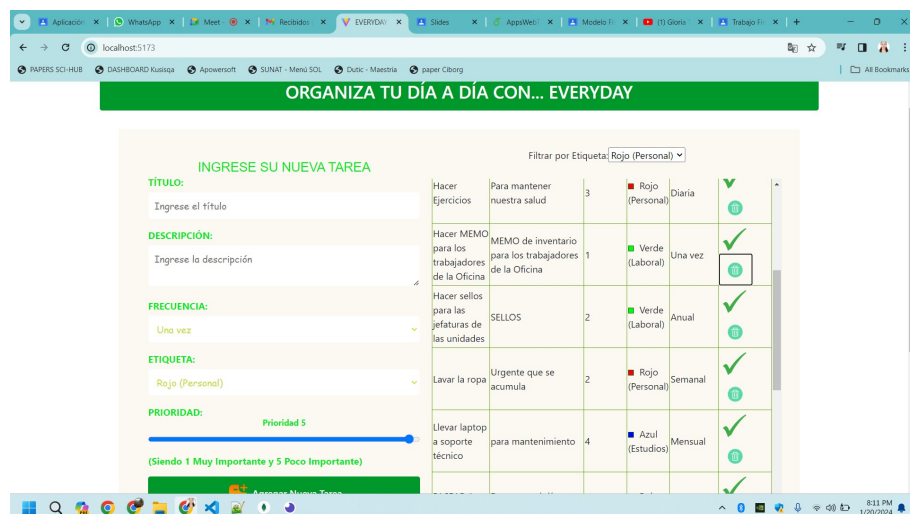 Aplicación
WhatsApp
Meet -
Recibidos
EVERYDAY
Slides
AppsWeb
Modelo
(1)
Gloria
Trabajo
localhost:5173
PAPERS SCI-HUB
DASHBOARD Kusisqa
Apowersoft
SUNAT - Menú SOL
Dutic - Maestria
paper Ciborg
All Bookmarks
ORGANIZA TU DÍA A DÍA CON... EVERYDAY
INGRESE SU NUEVA TAREA
TÍTULO:
Ingrese el título
DESCRIPCIÓN:
Ingrese la descripción
FRECUENCIA:
Una vez
ETIQUETA:
Rojo (Personal)
PRIORIDAD:
Prioridad 5
(Siendo 1 Muy Importante y 5 Poco Importante)
Agregar Nueva Tarea
Filtrar por Etiqueta: Rojo (Personal)
Hacer
Ejercicios
Para mantener
nuestra salud
3
Rojo
(Personal)
Diaria
Hacer MEMO
para los
trabajadores
de la Oficina
MEMO de inventario
para los trabajadores
de la Oficina
1
Verde
(Laboral)
Una vez
Hacer sellos
para las
jefaturas de
las unidades
SELLOS
2
Verde
(Laboral)
Anual
Lavar la ropa
Urgente que se
acumula
2
Rojo
(Personal)
Semanal
Llevar laptop
a soporte
técnico
para mantenimiento
4
Azul
(Estudios)
Mensual
8:11 PM
1/20/2024